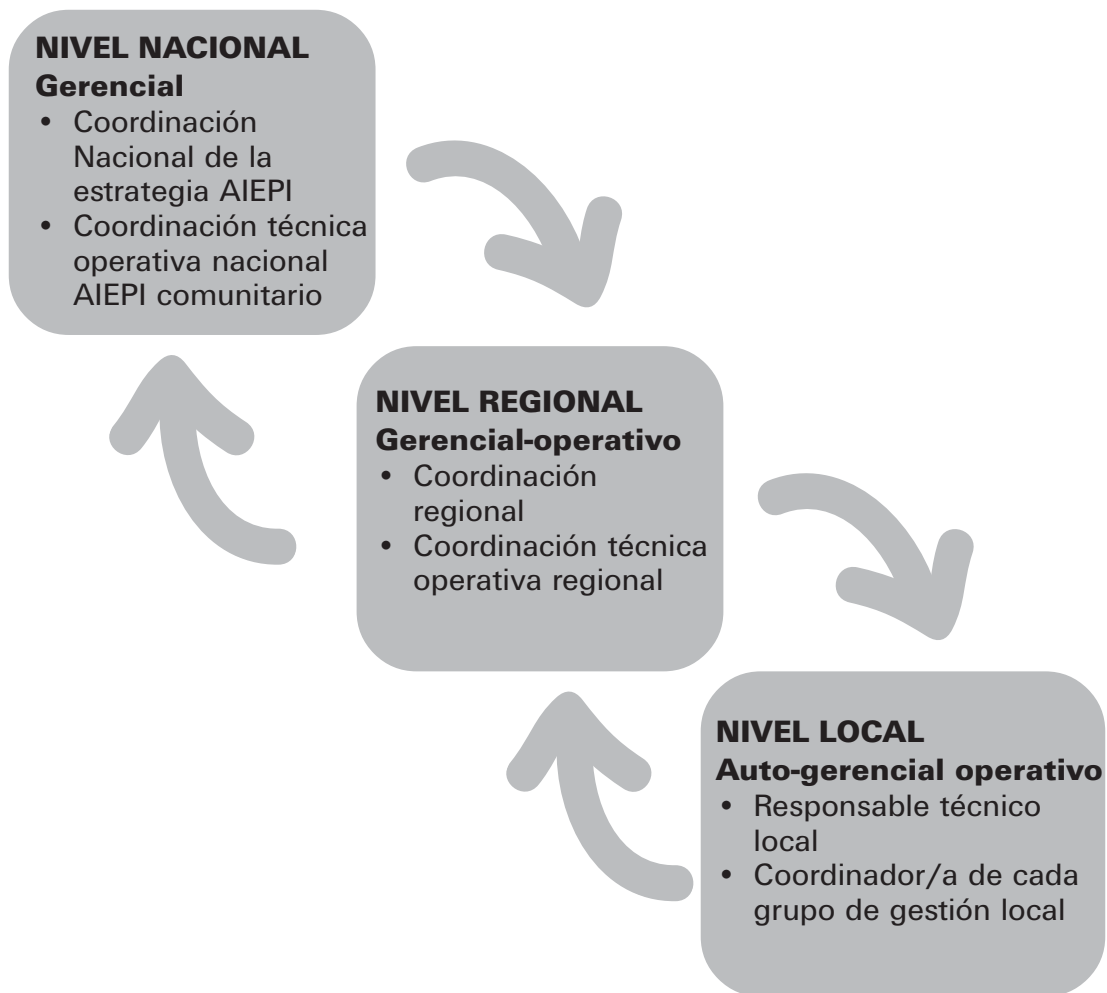 NIVEL NACIONAL
Gerencial
• Coordinación
Nacional de la
estrategia AIEPI
• Coordinación técnica
operativa nacional
AIEPI comunitario
NIVEL REGIONAL
Gerencial-operativo
• Coordinación
regional
• Coordinación técnica
operativa regional
NIVEL LOCAL
Auto-gerencial operativo
• Responsable técnico
local
• Coordinador/a de cada
grupo de gestión local